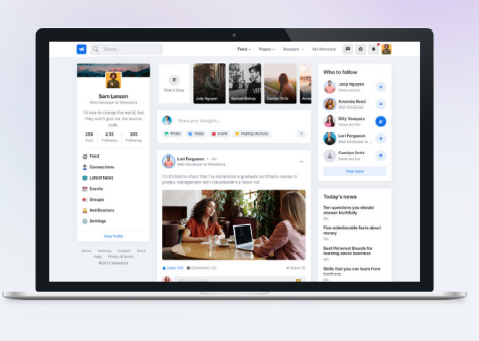 Search...
Feed
Pages
Account
My Network
Post a Story
Judy Nguyen
Samuel Bishop
Carolyn Ortiz
Sam Lanson
Web Developer at Webestica
I'd love to change the world, but
they won't give me the source
code.
256
2.5K
365
Post
Followers
Following
Feed
Connections
Latest News
Events
Groups
Notifications
Settings
View Profile
About Settings Support Docs
Help Privacy & terms
©2022 Webestica
Share your thoughts...
Photo
Video
Event
Feeling /Activity
Lori Ferguson
Web Developer at Webestica
I'm thrilled to share that I've completed a graduate certificate course in
project management with the president's honor roll.
Liked (56)
Comments (12)
Share (3)
Who to follow
Judy Nguyen
News anchor
Amanda Reed
Web Developer
Billy Vasquez
News anchor
Lori Ferguson
Web Developer at ...
Carolyn Ortiz
News anchor
View more
Today's news
Ten questions you should
answer truthfully
Five unbelievable facts about
money
Best Pinterest Boards for
learning about business
Skills that you can learn from
business